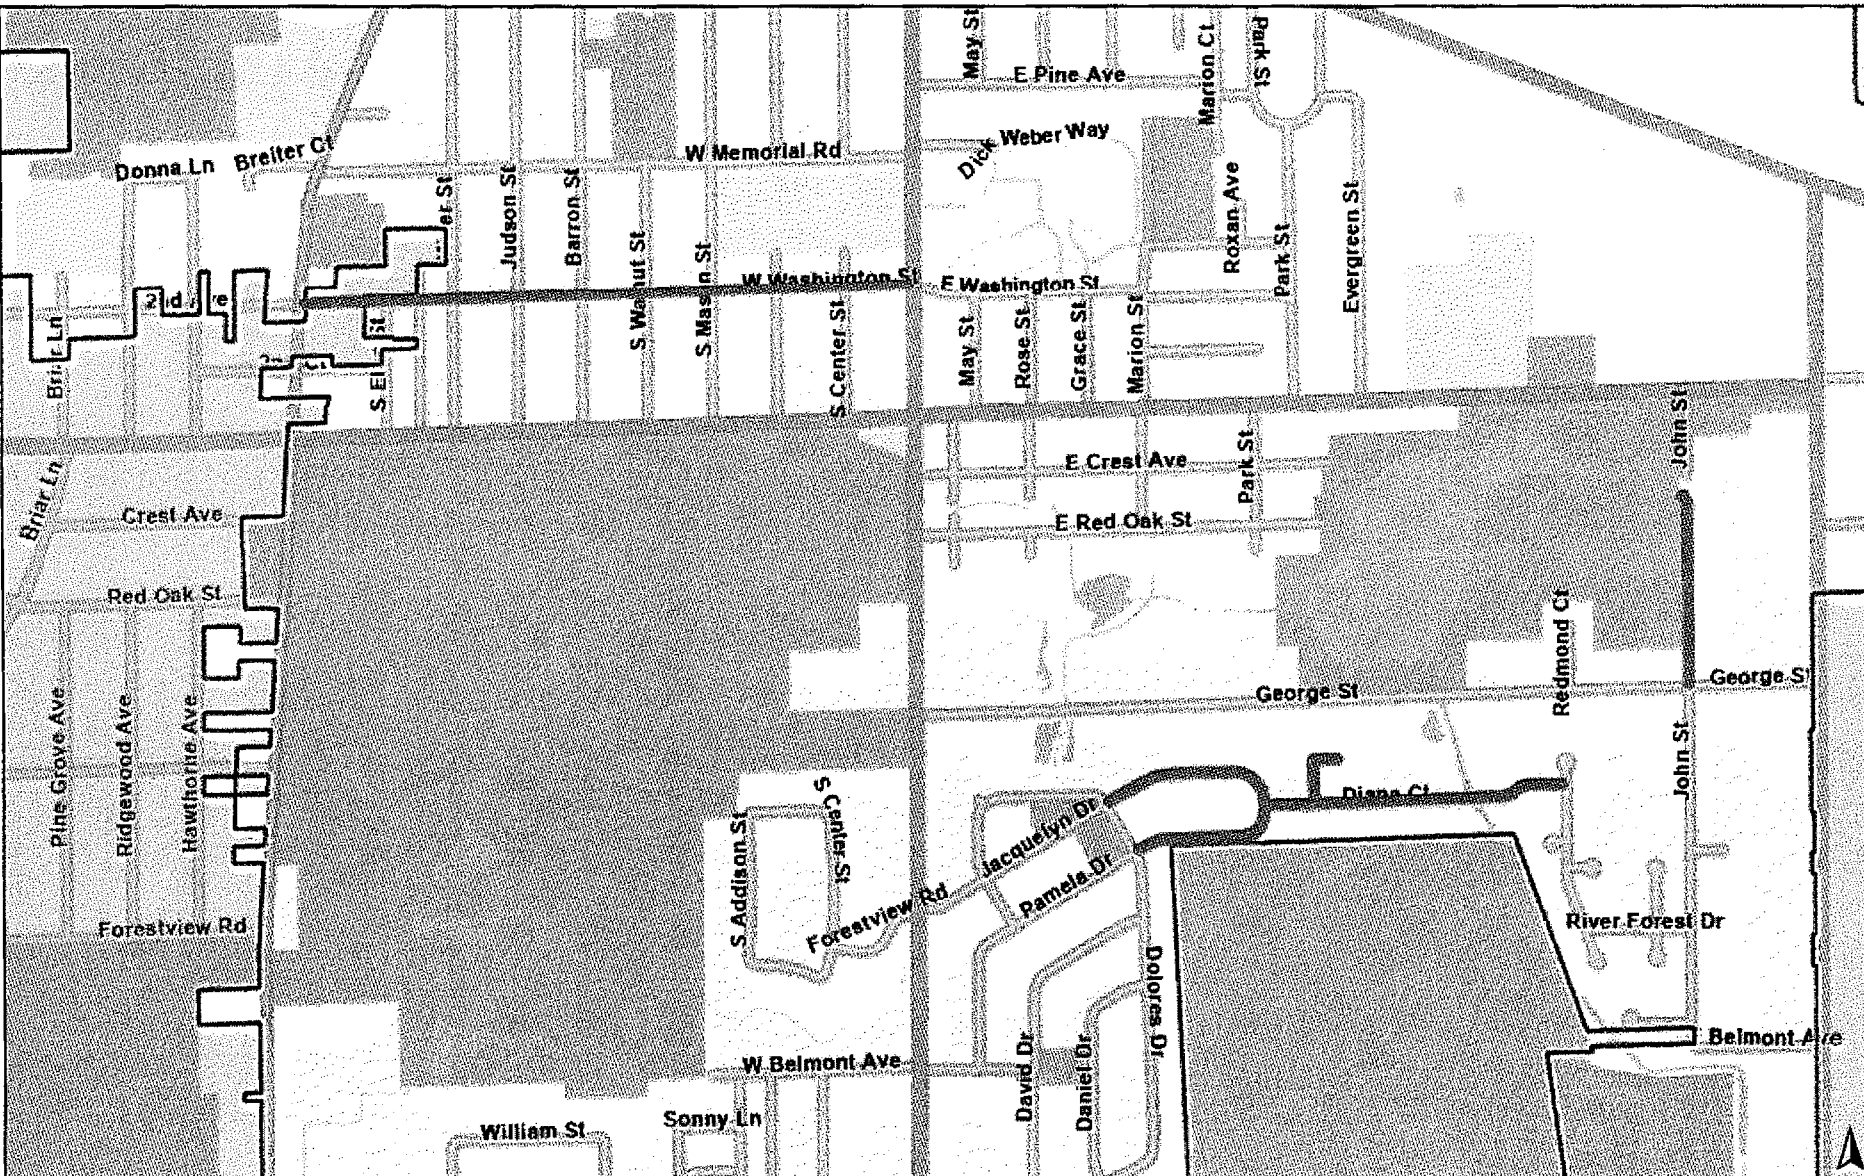 May St
Marion Ct
Park St
E Pine Ave
Dick Weber Way
W Memorial Rd
Donna Ln
Breiter Ct
Judson St
Barron St
S Walnut St
S Mason St
Roxan Ave
Park St
Evergreen St
W Washington St
E Washington St
S Center St
May St
Rose St
Grace St
Marion St
John St
Briar Ln
E Crest Ave
Park St
Crest Ave
E Red Oak St
Red Oak St
Redmond Ct
George St
George St
Pine Grove Ave
Ridgewood Ave
Hawthorne Ave
John St
Diana Ct
S Center St
S Addison St
Jacquelyn Dr
Pamela Dr
Forestview Rd
Forestview Rd
River Forest Dr
Dolores Dr
W Belmont Ave
David Dr
Daniel Dr
Belmont Ave
Sonny Ln
William St